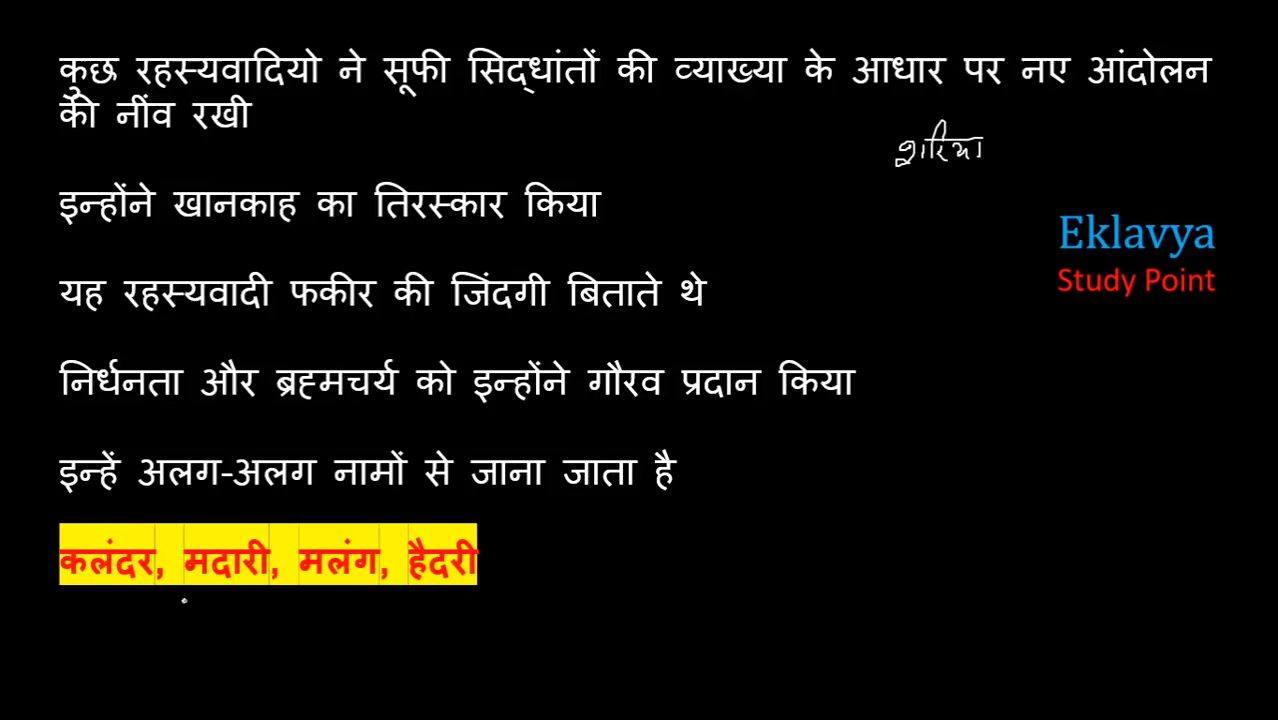 कुछ रहस्यवादियो ने सूफी सिद्धांतों की व्याख्या के आधार पर नए आंदोलन
की नींव रखी
शरिया
इन्होंने खानकाह का तिरस्कार किया
Eklavya
Study Point
यह रहस्यवादी फकीर की जिंदगी बिताते थे
निर्धनता और ब्रह्मचर्य को इन्होंने गौरव प्रदान किया
इन्हें अलग-अलग नामों से जाना जाता है
कलंदर, मदारी, मलंग, हैदरी